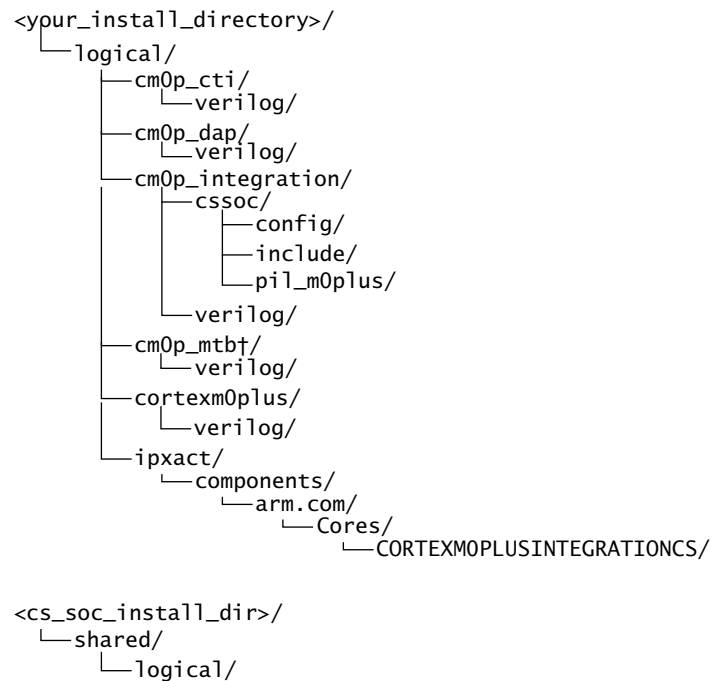 <your_install_directory>/
logical/
cm0p_cti/
verilog/
cm0p_dap/
verilog/
cm0p_integration/
cssoc/
config/
include/
pil_m0plus/
verilog/
cm0p_mtb†/
verilog/
cortexm0plus/
verilog/
ipxact/
components/
arm.com/
Cores/
CORTEXM0PLUSINTEGRATIONCS/
<cs_soc_install_dir>/
shared/
logical/